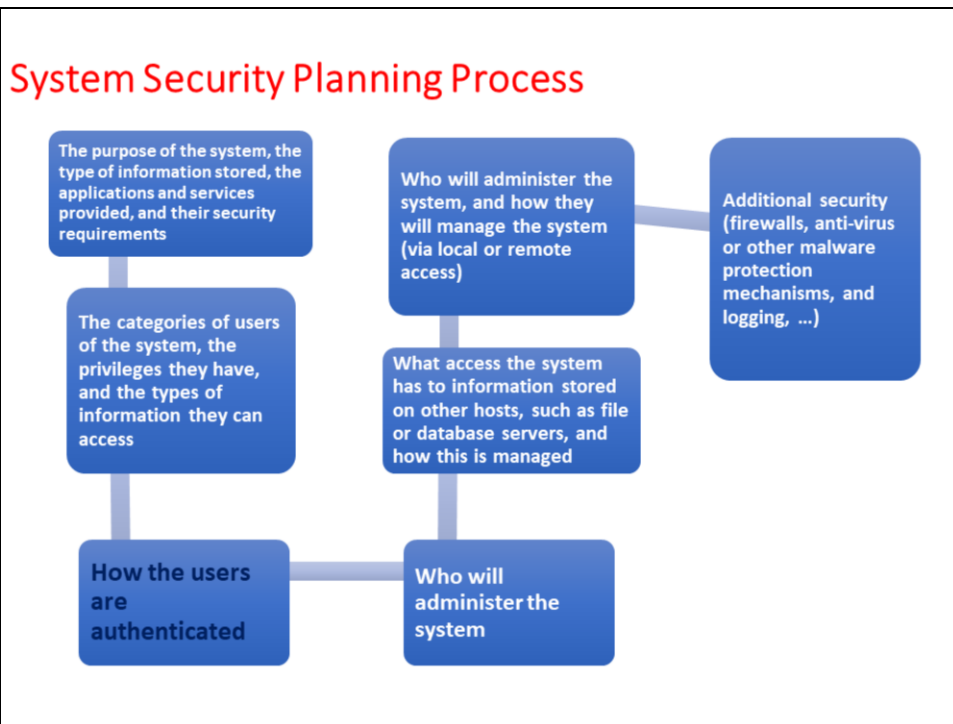 System Security Planning Process
The purpose of the system, the
type of information stored, the
applications and services
provided, and their security
requirements
The categories of users
of the system, the
privileges they have,
and the types of
information they can
access
How the users
are
authenticated
Who will
administer the
system
What access the system
has to information stored
on other hosts, such as file
or database servers, and
how this is managed
Who will administer the
system, and how they
will manage the system
(via local or remote
access)
Additional security
(firewalls, anti-virus
or other malware
protection
mechanisms, and
logging, ...)